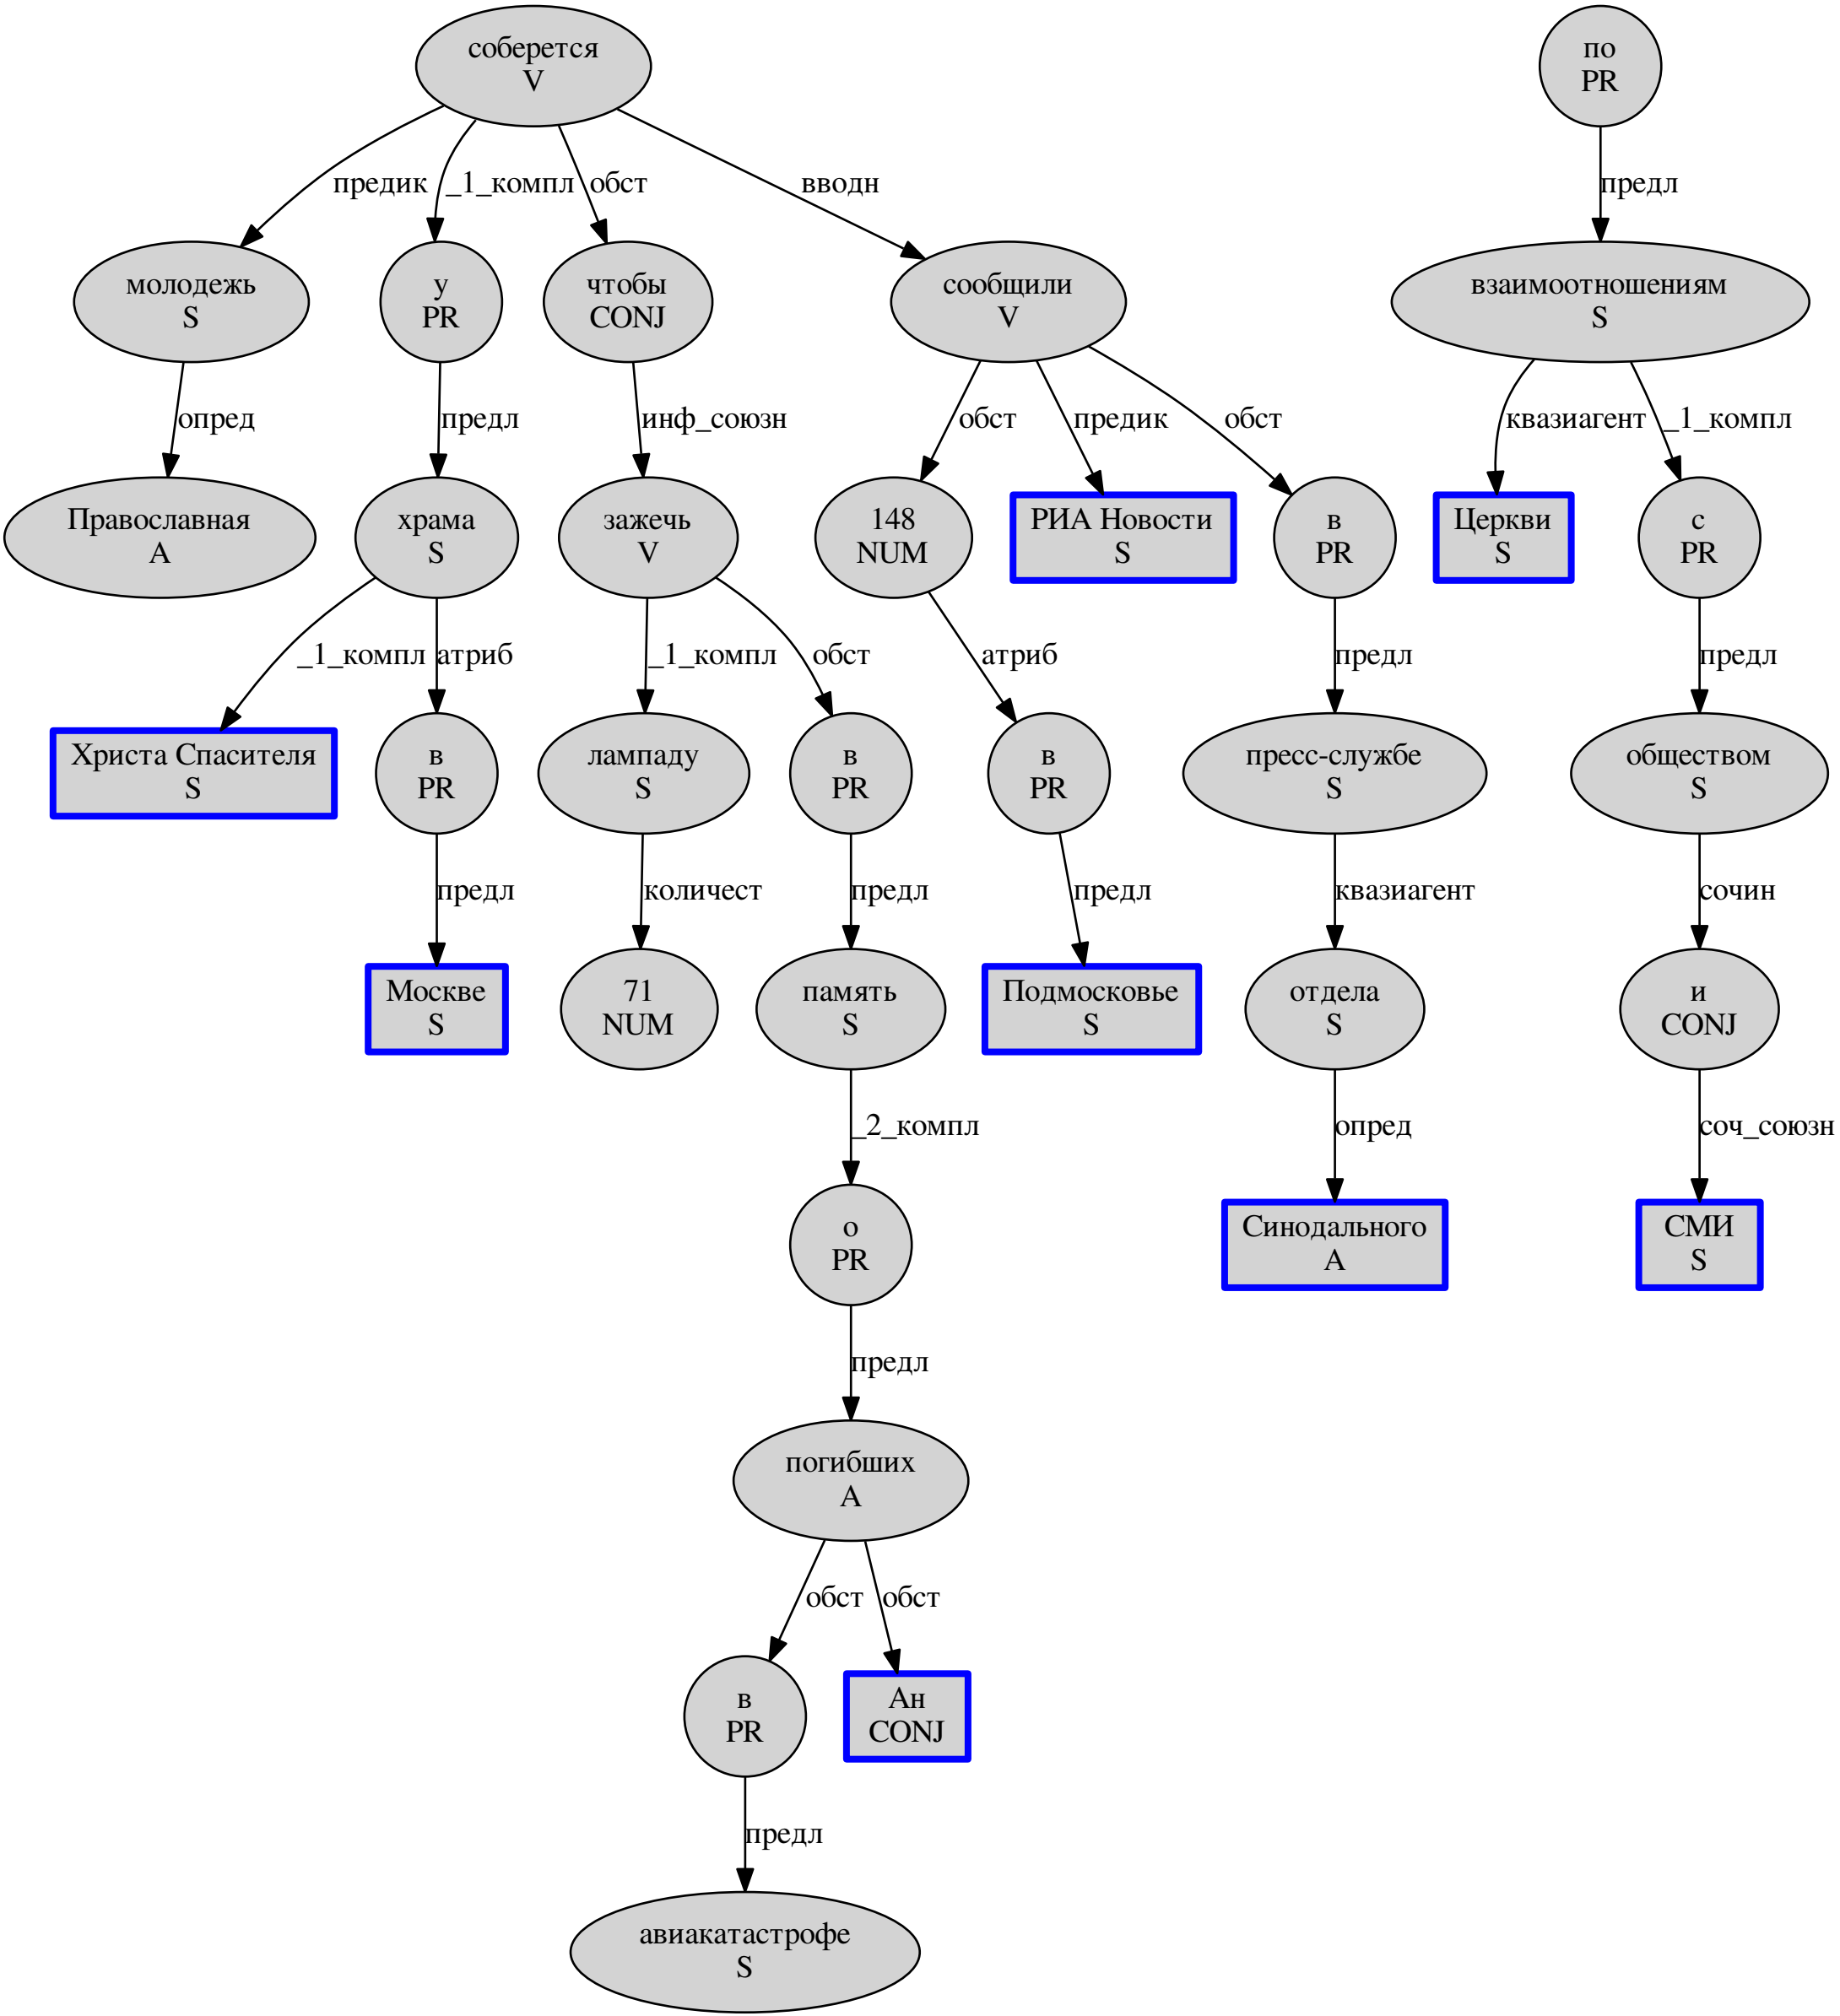 соберется
V
по
PR
предик
_1_компл
обст
вводн
предл
молодежь
S
у
PR
чтобы
CONJ
сообщили
V
взаимоотношениям
S
опред
предл
инф_союзн
обст
предик
обст
квазиагент
_1_компл
Православная
A
храма
S
зажечь
V
148
NUM
РИА Новости
S
в
PR
Церкви
S
с
PR
_1_компл
атриб
_1_компл
обст
атриб
предл
предл
Христа Спасителя
S
в
PR
лампаду
S
в
PR
в
PR
пресс-службе
S
обществом
S
предл
количест
предл
предл
квазиагент
сочин
Москве
S
71
NUM
память
S
Подмосковье
S
отдела
S
и
CONJ
_2_компл
опред
соч_союзн
о
PR
Синодального
A
СМИ
S
предл
погибших
A
обст
обст
в
PR
Ан
CONJ
предл
авиакатастрофе
S